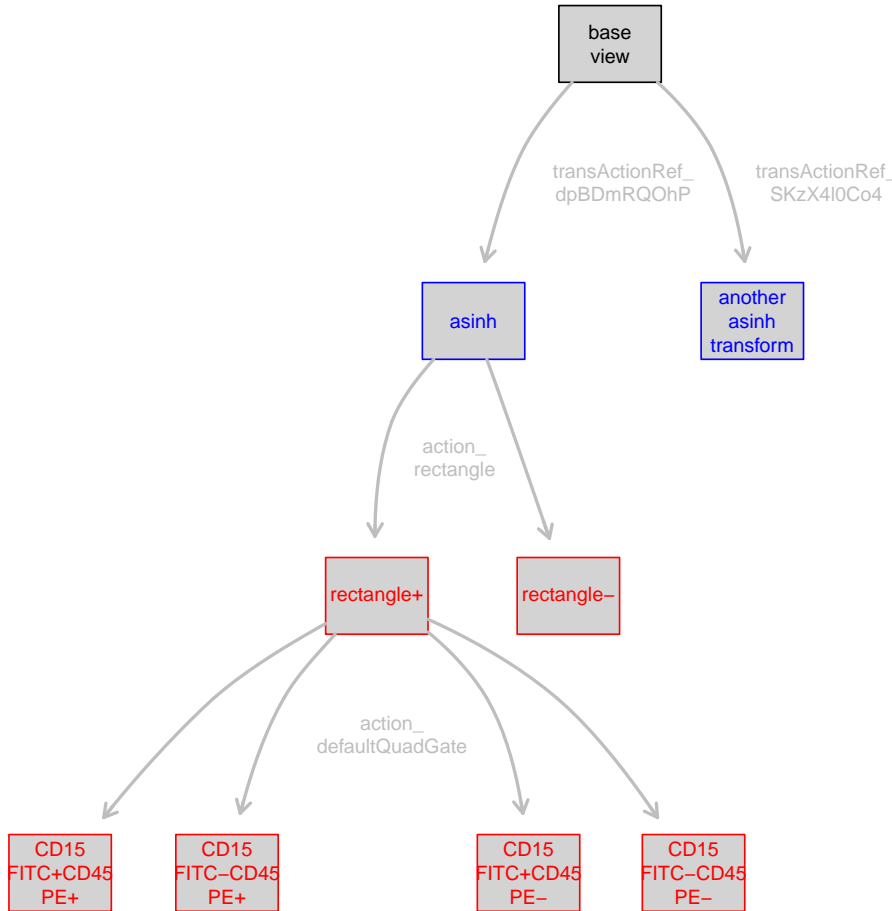 base
view
transActionRef_
dpBDmRQOhP
transActionRef_
SKzX4l0Co4
asinh
another
asinh
transform
action_
rectangle
rectangle+
rectangle−
action_
defaultQuadGate
CD15
FITC+CD45
PE+
CD15
FITC−CD45
PE+
CD15
FITC+CD45
PE−
CD15
FITC−CD45
PE−